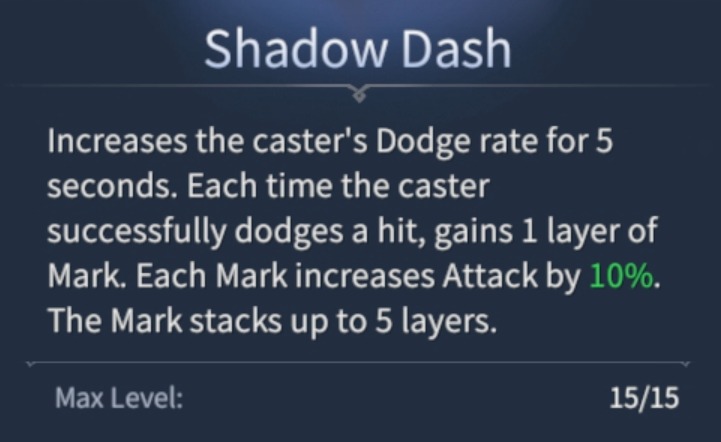 Shadow Dash
Increases the caster's Dodge rate for 5
seconds. Each time the caster
successfully dodges a hit, gains 1 layer of
Mark. Each Mark increases Attack by 10%.
The Mark stacks up to 5 layers.
Max Level: 15/15